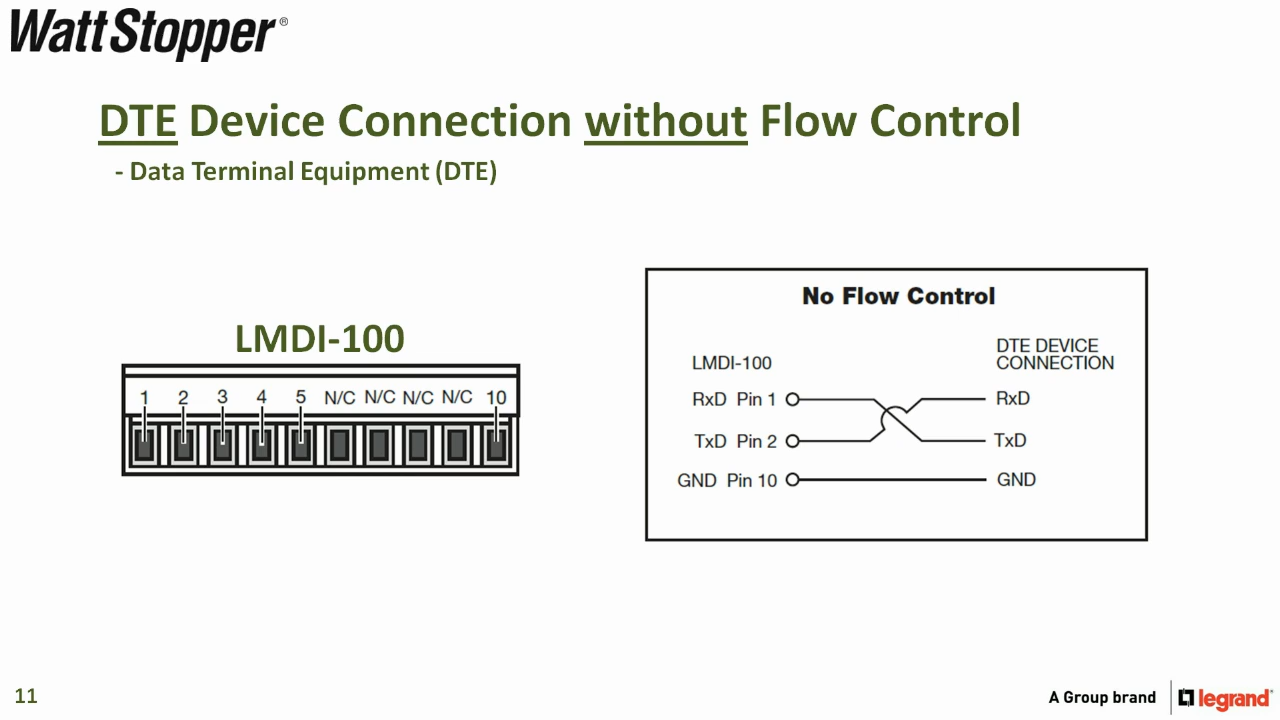 WattStopper®
DTE Device Connection without Flow Control
- Data Terminal Equipment (DTE)
LMDI-100
1 2 3 4 5 N/C N/C N/C N/C 10
No Flow Control
LMDI-100
DTE DEVICE
CONNECTION
RxD Pin 1 RxD
TxD Pin 2 TxD
GND Pin 10 GND
11
A Group brand legrand®